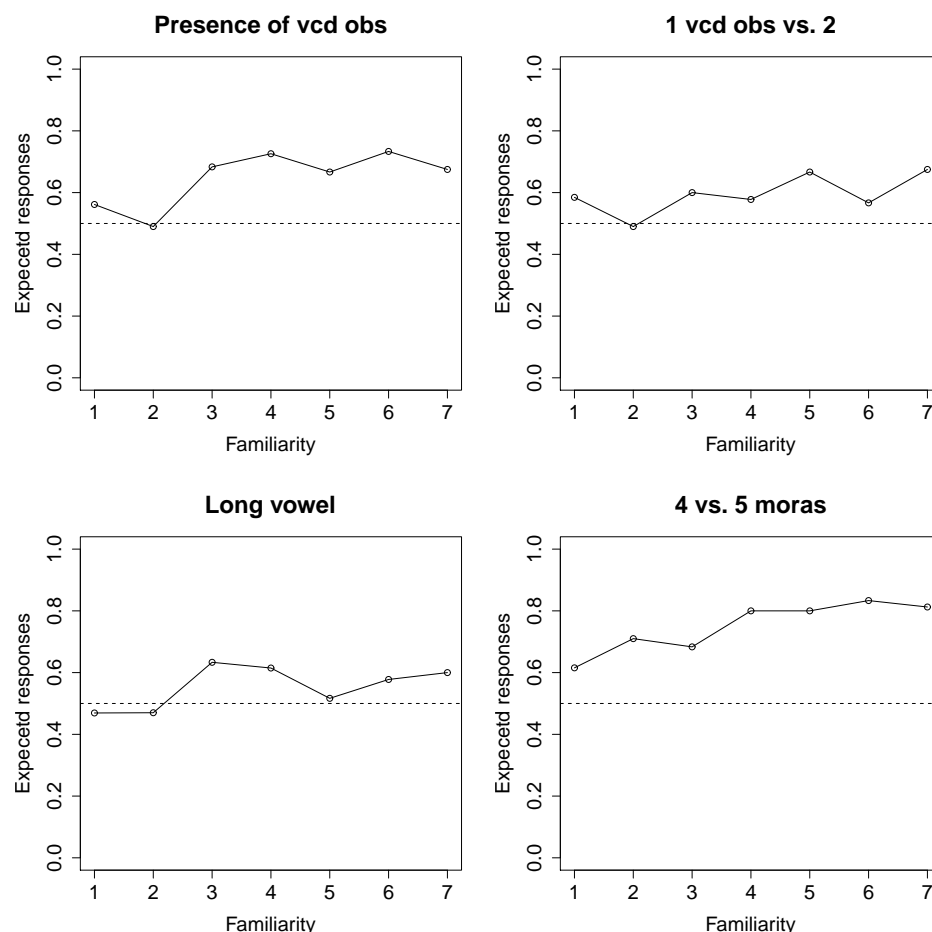 Presence of vcd obs
Expecetd responses
0.0 0.2 0.4 0.6 0.8 1.0
1 2 3 4 5 6 7
Familiarity
1 vcd obs vs. 2
Expecetd responses
0.0 0.2 0.4 0.6 0.8 1.0
1 2 3 4 5 6 7
Familiarity
Long vowel
Expecetd responses
0.0 0.2 0.4 0.6 0.8 1.0
1 2 3 4 5 6 7
Familiarity
4 vs. 5 moras
Expecetd responses
0.0 0.2 0.4 0.6 0.8 1.0
1 2 3 4 5 6 7
Familiarity